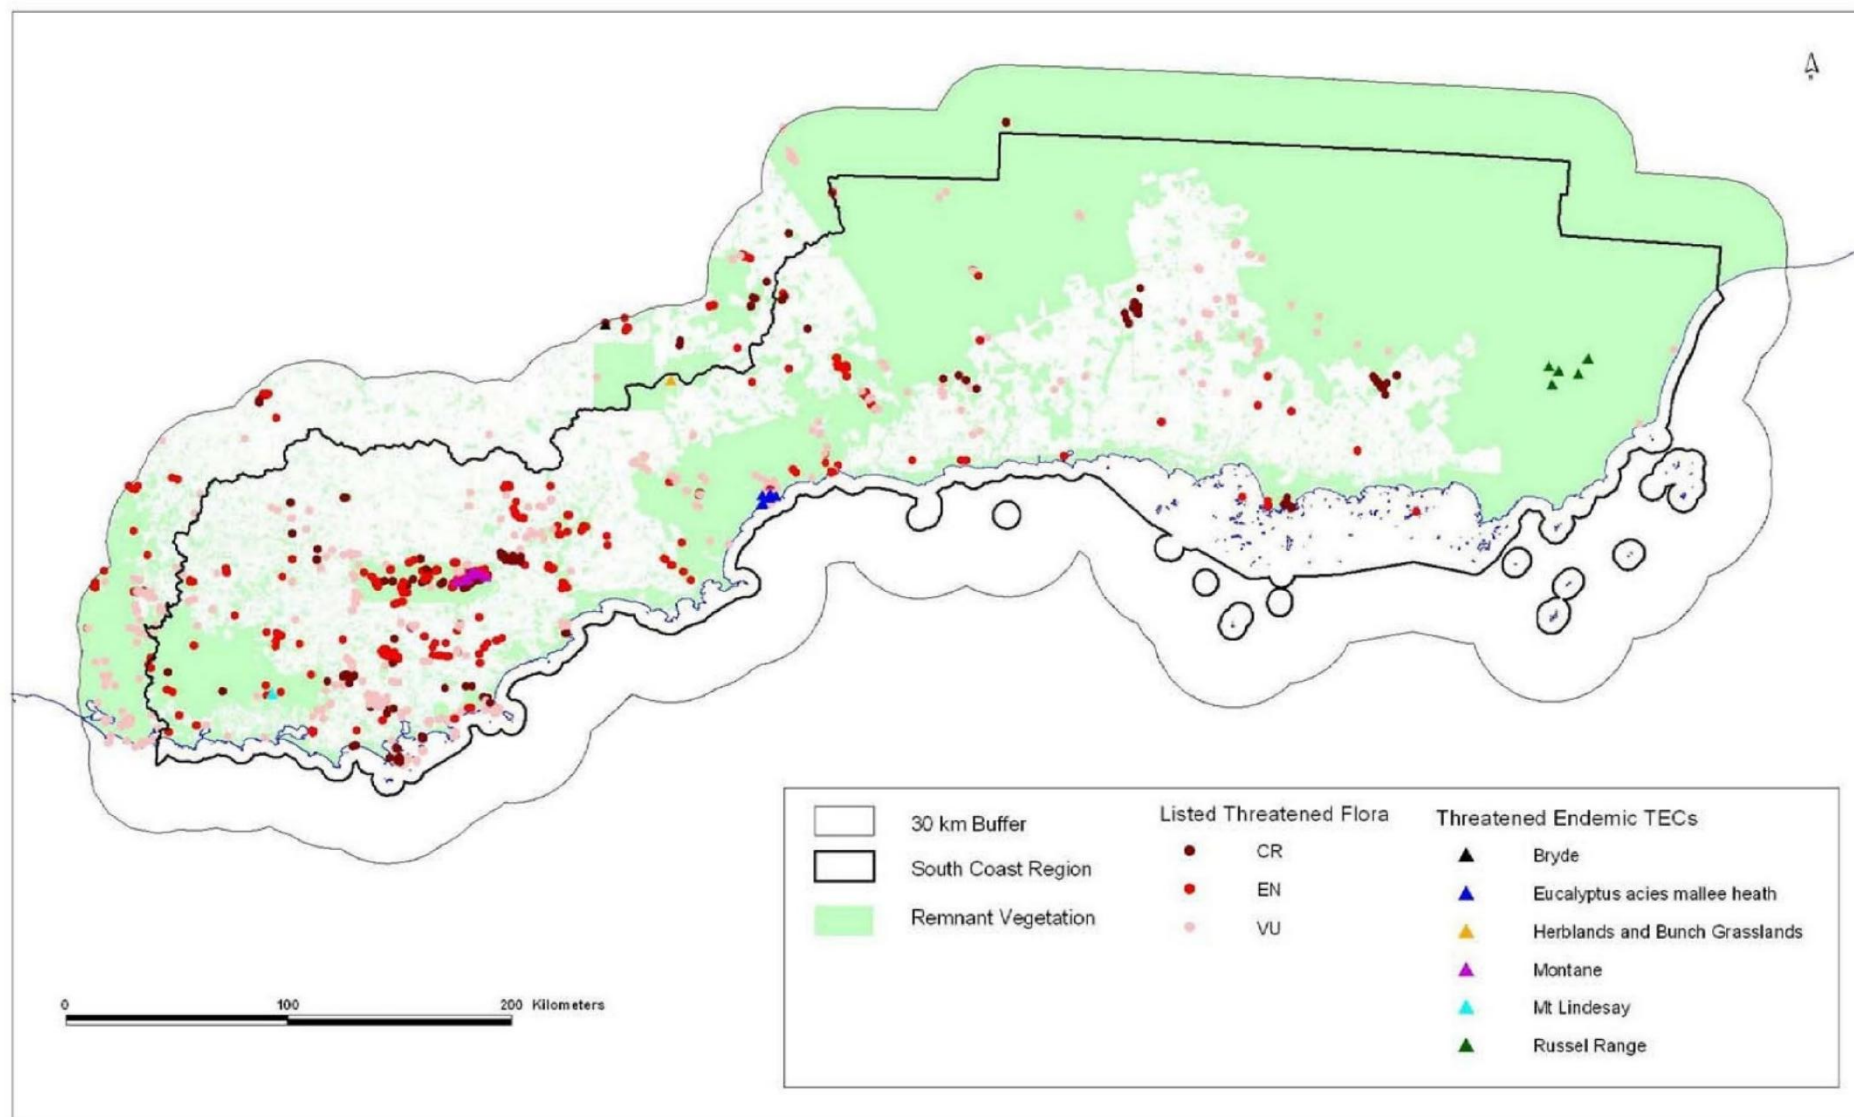 0 100 200 Kilometers
30 km Buffer
South Coast Region
Remnant Vegetation
Listed Threatened Flora
CR
EN
VU
Threatened Endemic TECs
Bryde
Eucalyptus acies mallee heath
Herblands and Bunch Grasslands
Montane
Mt Lindesay
Russel Range